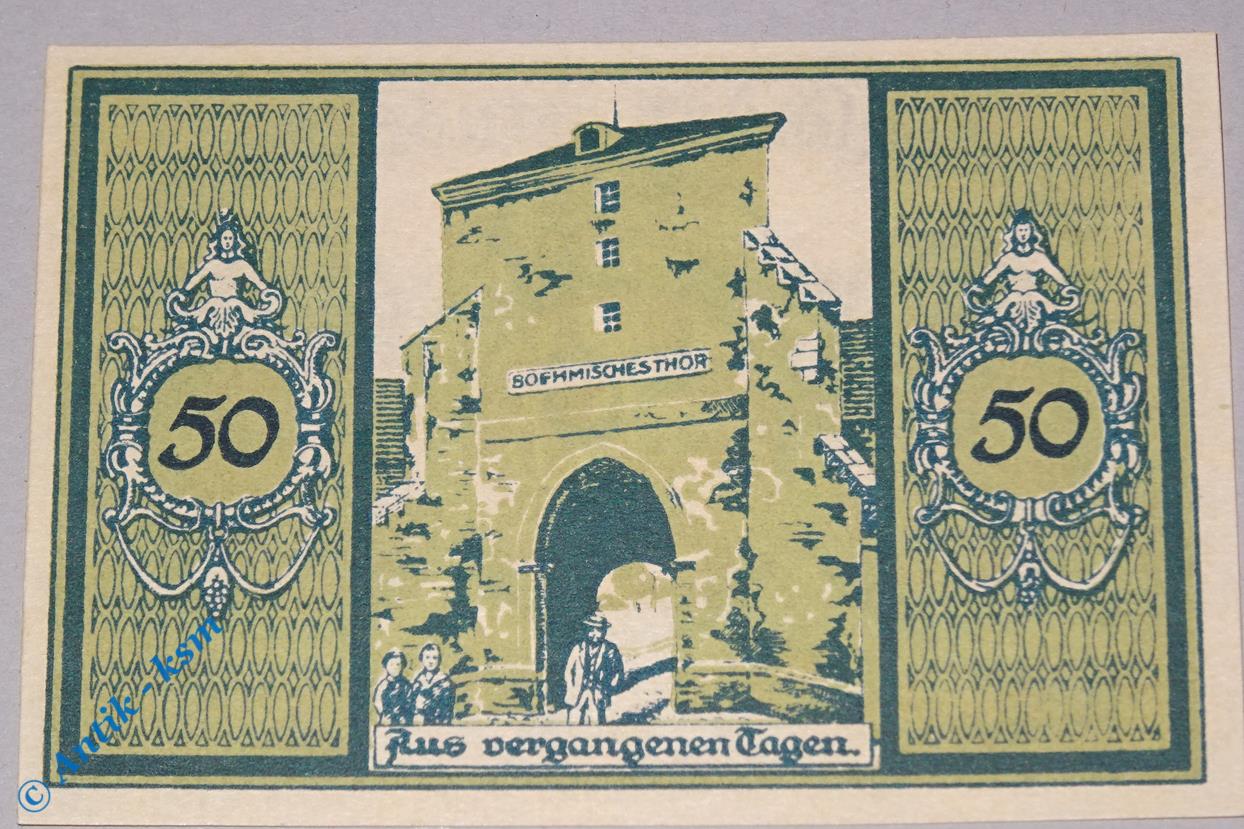 BOEHMISCHESTHOR
50
50
Aus vergangenen Tagen.
© Antik - ksm